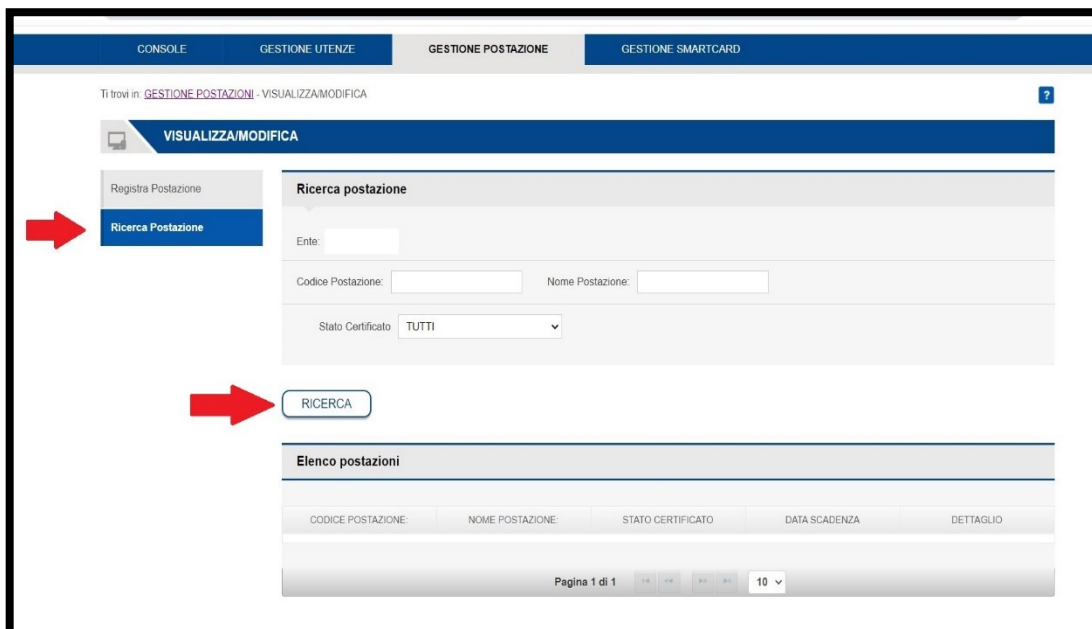 CONSOLE GESTIONE UTENZE GESTIONE POSTAZIONE GESTIONE SMARTCARD
Ti trovi in: GESTIONE POSTAZIONI - VISUALIZZA/MODIFICA ?
VISUALIZZA/MODIFICA
Registra Postazione
Ricerca Postazione
Ricerca postazione
Ente:
Codice Postazione: Nome Postazione:
Stato Certificato TUTTI
RICERCA
Elenco postazioni
CODICE POSTAZIONE: NOME POSTAZIONE: STATO CERTIFICATO DATA SCADENZA DETTAGLIO
Pagina 1 di 1 10